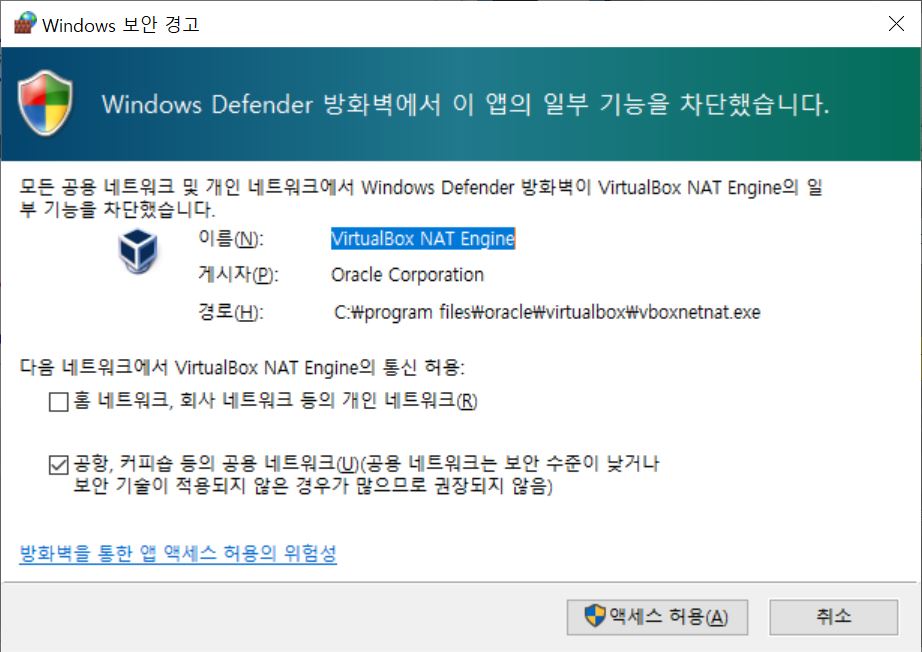 Windows 보안 경고
Windows Defender 방화벽에서 이 앱의 일부 기능을 차단했습니다.
모든 공용 네트워크 및 개인 네트워크에서 Windows Defender 방화벽이 VirtualBox NAT Engine의 일
부 기능을 차단했습니다.
이름(N): VirtualBox NAT Engine
게시자(P): Oracle Corporation
경로(H): C:₩program files₩oracle₩virtualbox₩vboxnetnat.exe
다음 네트워크에서 VirtualBox NAT Engine의 통신 허용:
홈 네트워크, 회사 네트워크 등의 개인 네트워크(R)
공항, 커피숍 등의 공용 네트워크(U)(공용 네트워크는 보안 수준이 낮거나
보안 기술이 적용되지 않은 경우가 많으므로 권장되지 않음)
방화벽을 통한 앱 액세스 허용의 위험성
액세스 허용(A) 취소